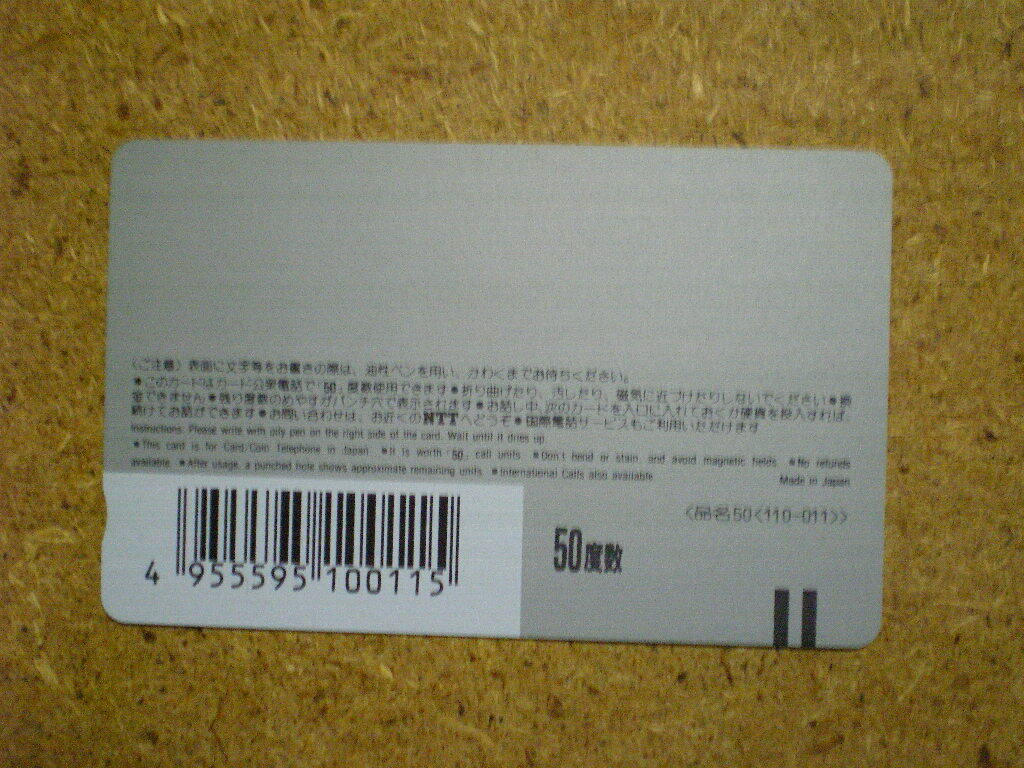 〈ご注意〉表面に文字等をお書きの際は、油性ペンを用い、かわくまでお待ちください。
●このカードはカード公衆電話で「50」度数使用できます●折り曲げたり、汚したり、磁気に近づけたりしないでください●換
金できません●残り度数のめやすがパンチ穴で表示されます●お話し中、次のカードを入口に入れておくか硬貨を投入すれば、
続けてお話ができます●お問い合わせは、お近くのNTTへどうぞ●国際電話サービスもご利用いただけます
Instructions: Please write with oily pen on the right side of the card. Wait until it dries up.
●This card is for Card/Coin Telephone in Japan. ●It is worth "50" call units. ●Don't bend or stain, and avoid magnetic fields. ●No refunds
available. ●After usage, a punched hole shows approximate remaining units. ●International Calls also available. Made in Japan
〈品名50〈110-011〉〉
50度数
4 955595 100115